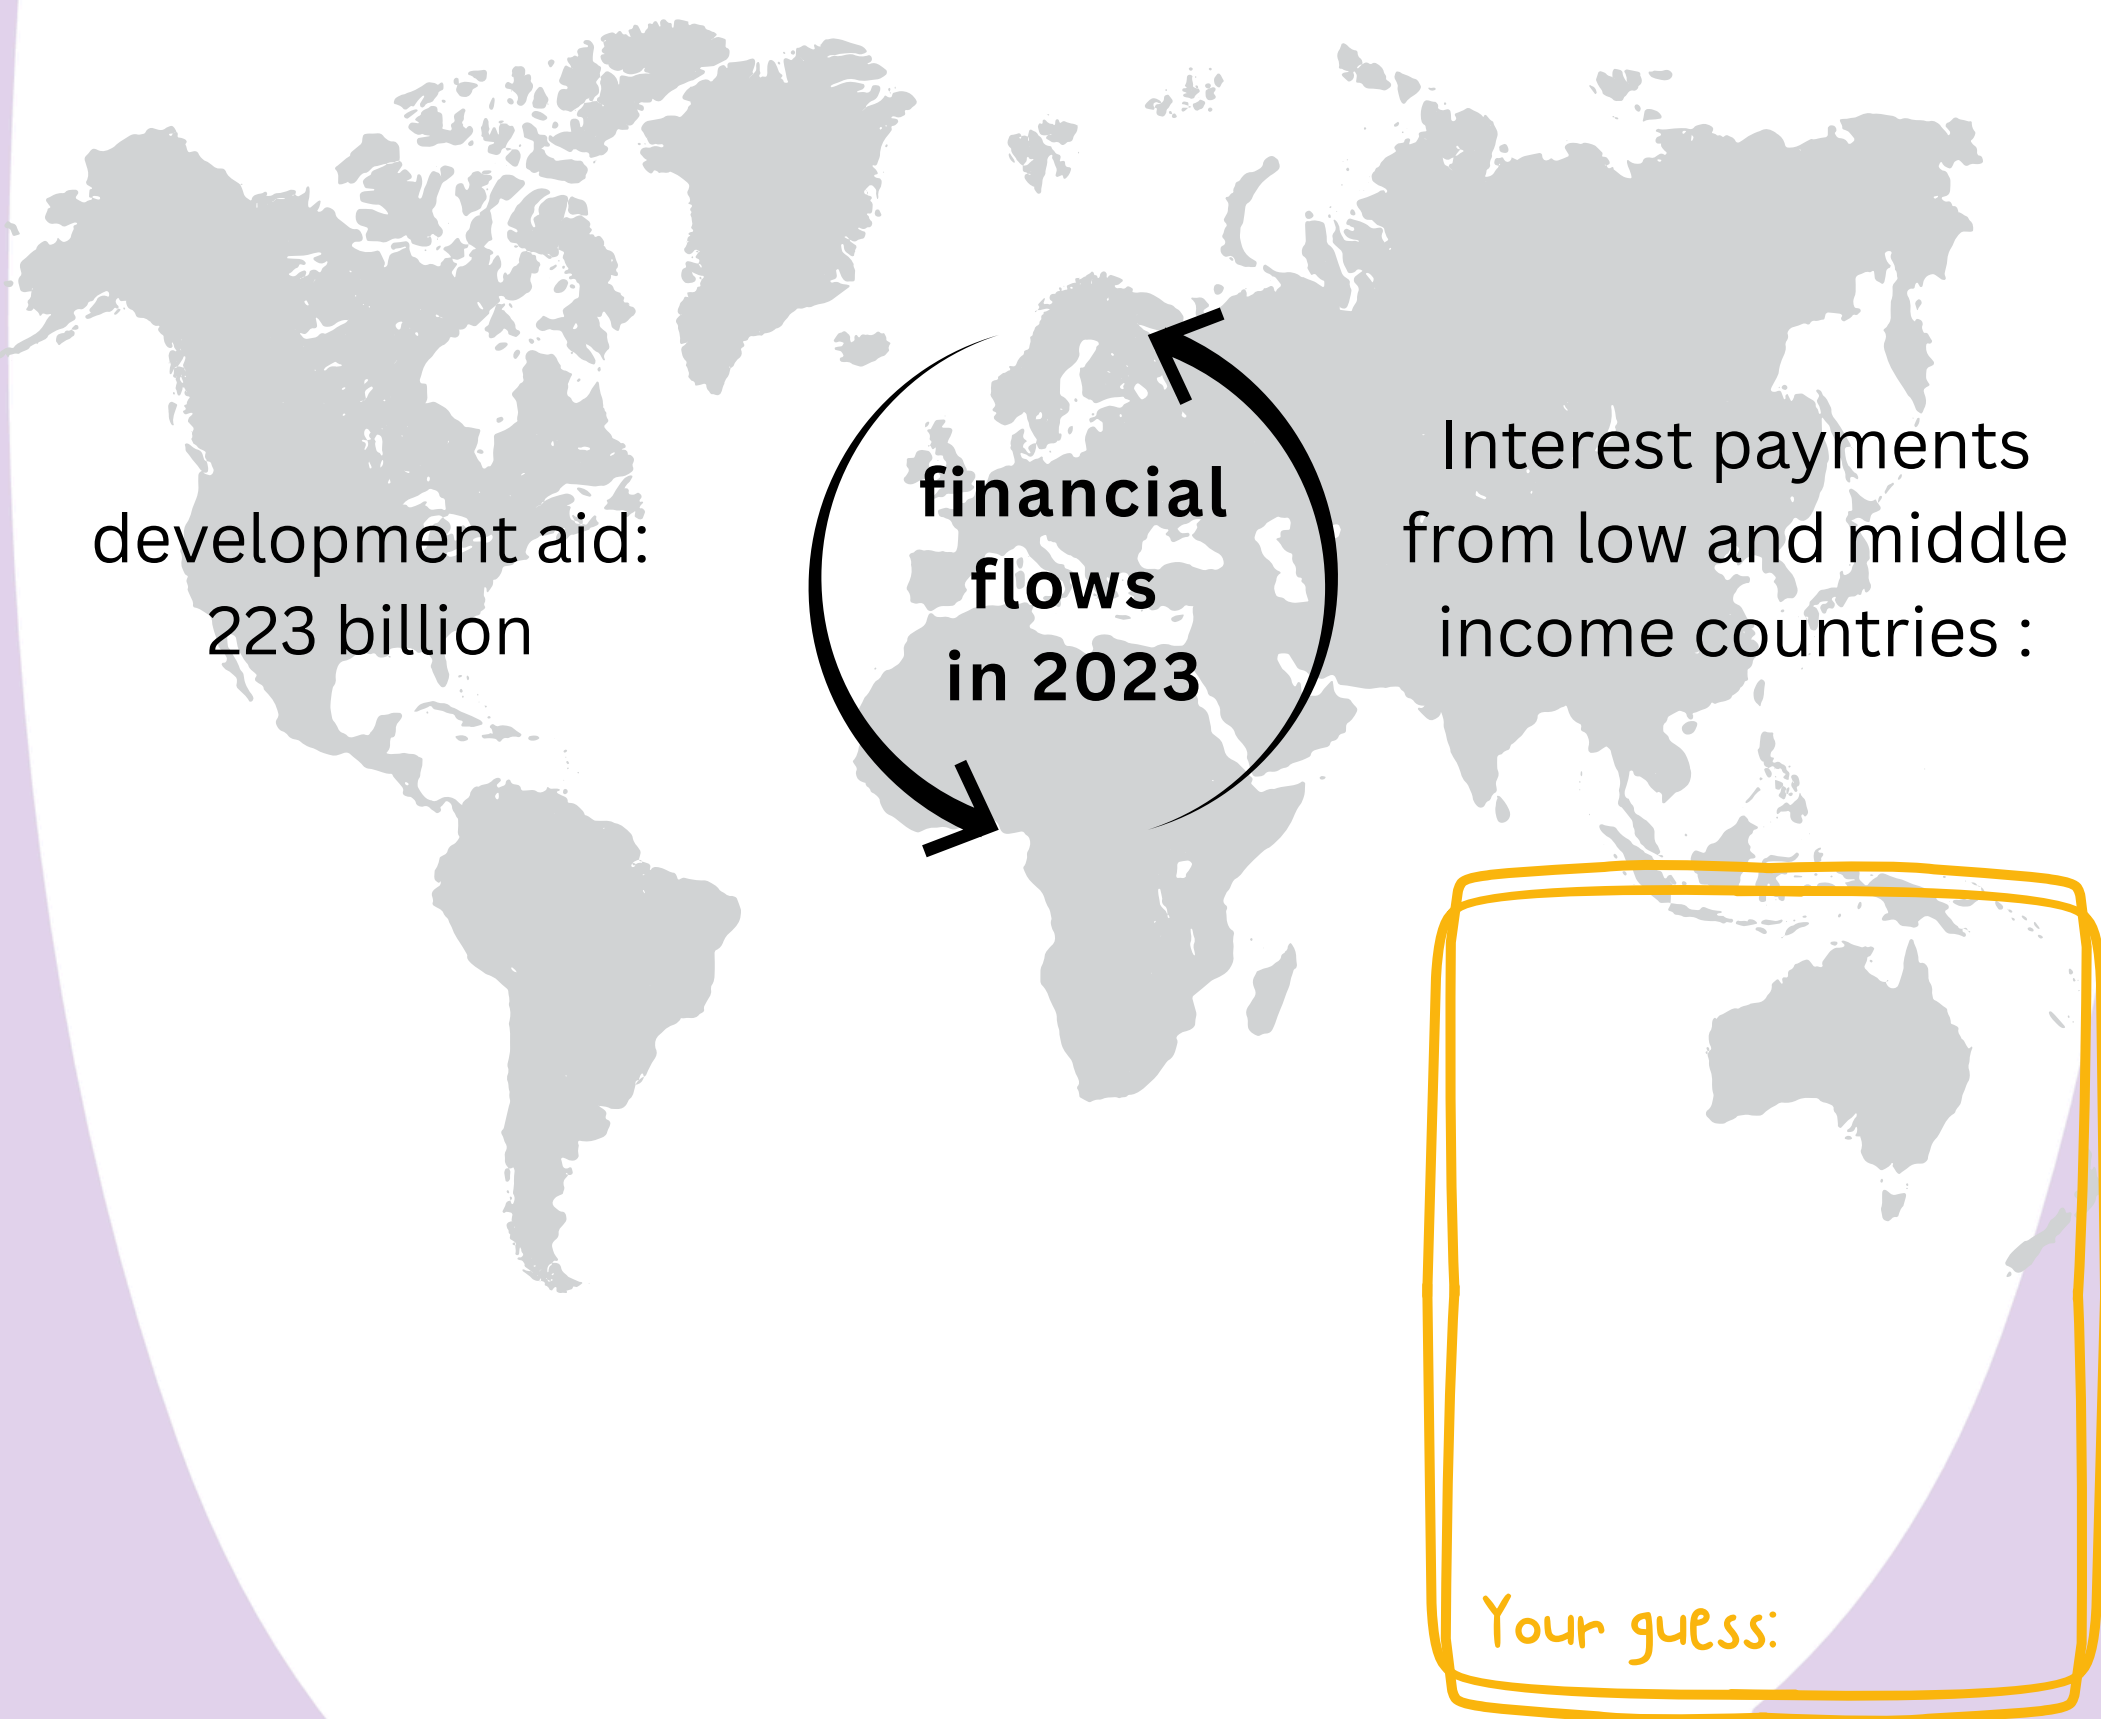 development aid:
223 billion
financial
flows
in 2023
Interest payments
from low and middle
income countries :
Your guess: